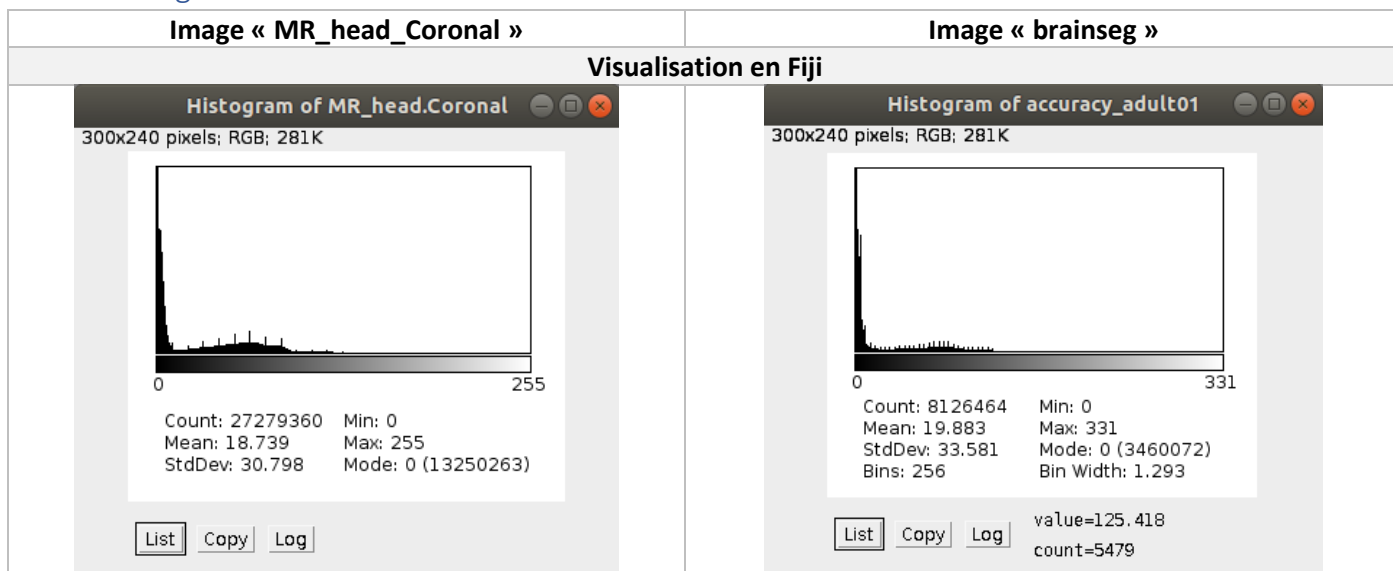 Image « MR_head_Coronal »
Image « brainseg »
Visualisation en Fiji
Histogram of MR_head.Coronal
300x240 pixels; RGB; 281K
0
255
Count: 27279360 Min: 0
Mean: 18.739 Max: 255
StdDev: 30.798 Mode: 0 (13250263)
List Copy Log
Histogram of accuracy_adult01
300x240 pixels; RGB; 281K
0
331
Count: 8126464 Min: 0
Mean: 19.883 Max: 331
StdDev: 33.581 Mode: 0 (3460072)
Bins: 256 Bin Width: 1.293
List Copy Log
value=125.418
count=5479